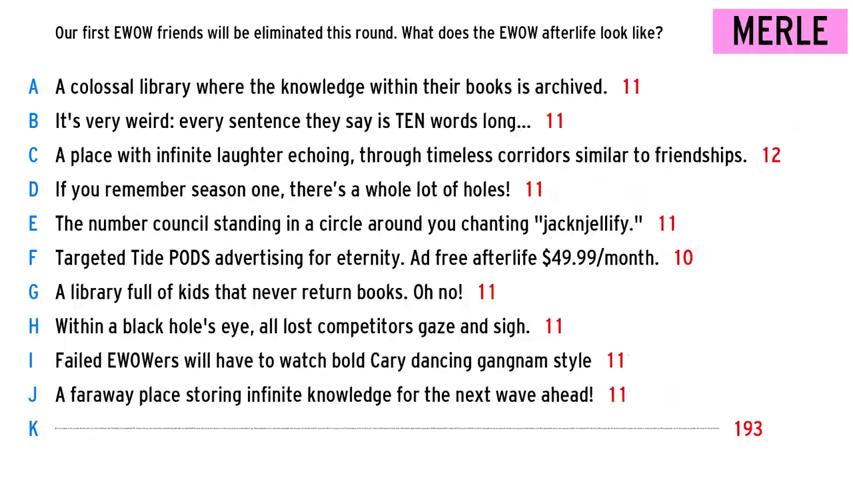 Our first EWOW friends will be eliminated this round. What does the EWOW afterlife look like?
MERLE
A A colossal library where the knowledge within their books is archived. 11
B It's very weird: every sentence they say is TEN words long... 11
C A place with infinite laughter echoing, through timeless corridors similar to friendships. 12
D If you remember season one, there's a whole lot of holes! 11
E The number council standing in a circle around you chanting "jacknjellify." 11
F Targeted Tide PODS advertising for eternity. Ad free afterlife $49.99/month. 10
G A library full of kids that never return books. Oh no! 11
H Within a black hole's eye, all lost competitors gaze and sigh. 11
I Failed EWOWers will have to watch bold Cary dancing gangnam style 11
J A faraway place storing infinite knowledge for the next wave ahead! 11
K 193